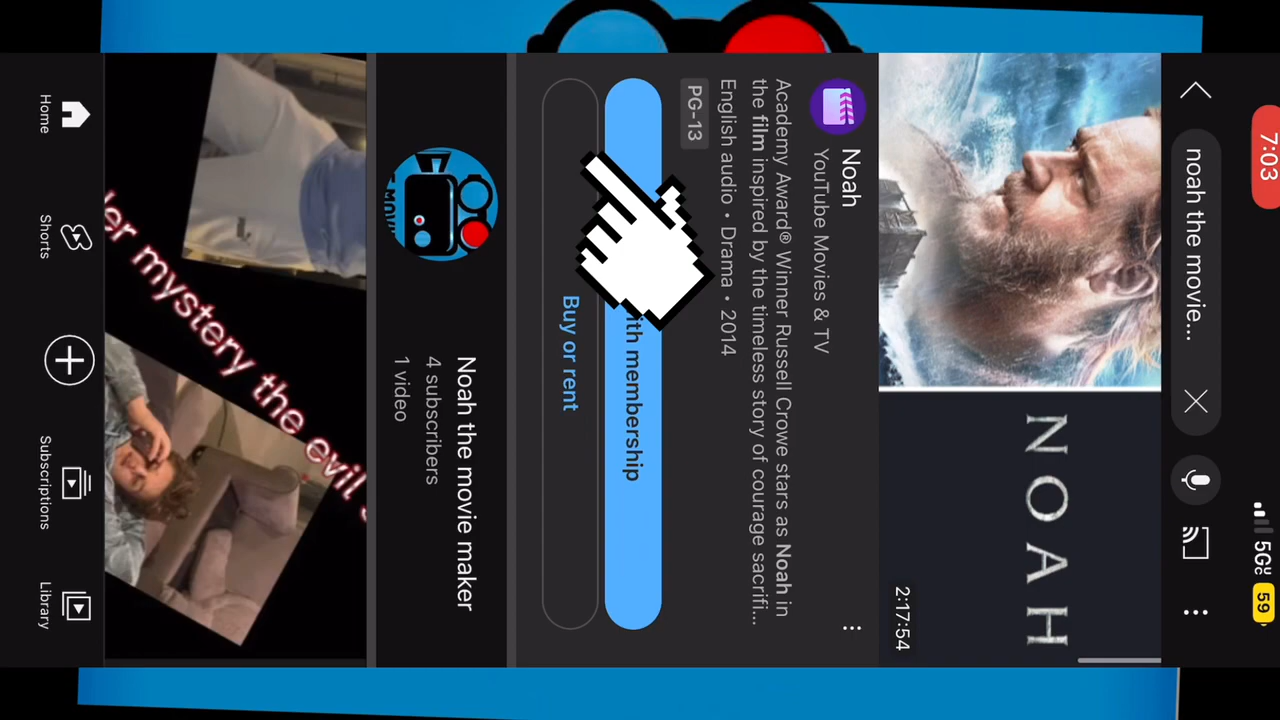 7:03
5G
59
noah the movie...
NOAH
2:17:54
Noah
YouTube Movies & TV
Academy Award® Winner Russell Crowe stars as Noah in
the film inspired by the timeless story of courage sacrifi...
English audio • Drama • 2014
PG-13
membership
Buy or rent
Noah the movie maker
4 subscribers
1 video
mystery the evil
Home
Shorts
Subscriptions
Library